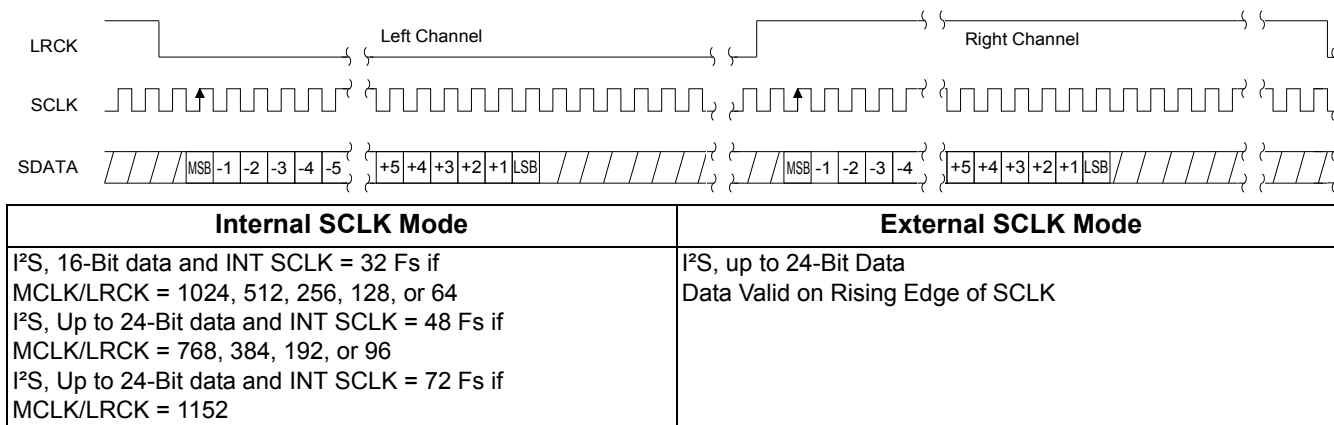 LRCK Left Channel Right Channel
SCLK
SDATA MSB -1 -2 -3 -4 -5 +5 +4 +3 +2 +1 LSB MSB -1 -2 -3 -4 +5 +4 +3 +2 +1 LSB
Internal SCLK Mode External SCLK Mode
I²S, 16-Bit data and INT SCLK = 32 Fs if
MCLK/LRCK = 1024, 512, 256, 128, or 64
I²S, Up to 24-Bit data and INT SCLK = 48 Fs if
MCLK/LRCK = 768, 384, 192, or 96
I²S, Up to 24-Bit data and INT SCLK = 72 Fs if
MCLK/LRCK = 1152
I²S, up to 24-Bit Data
Data Valid on Rising Edge of SCLK